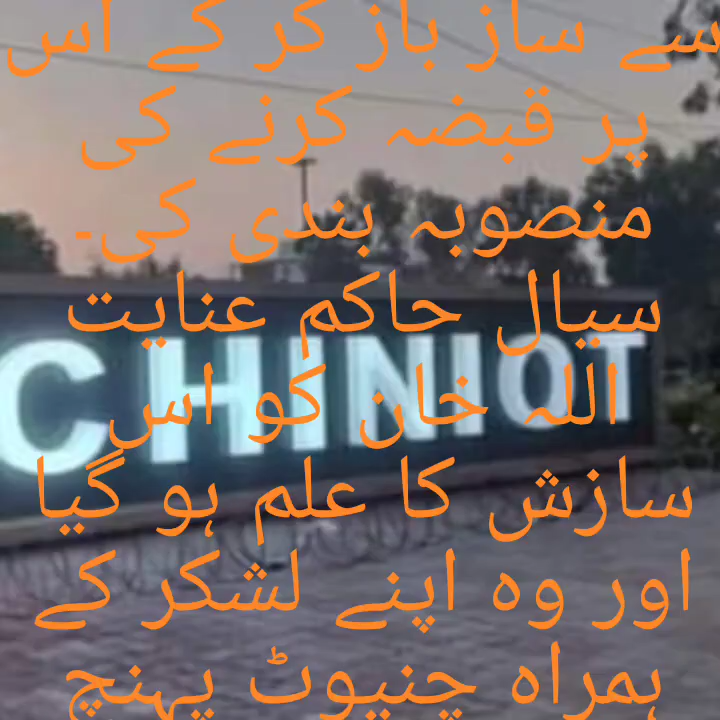 سے ساز باز کر کے اس
پر قبضہ کرنے کی
منصوبہ بندی کی۔
سیال حاکم عنایت
CHINIOT
اللہ خان کو اس
سازش کا علم ہو گیا
اور وہ اپنے لشکر کے
ہمراہ چنیوٹ پہنچ